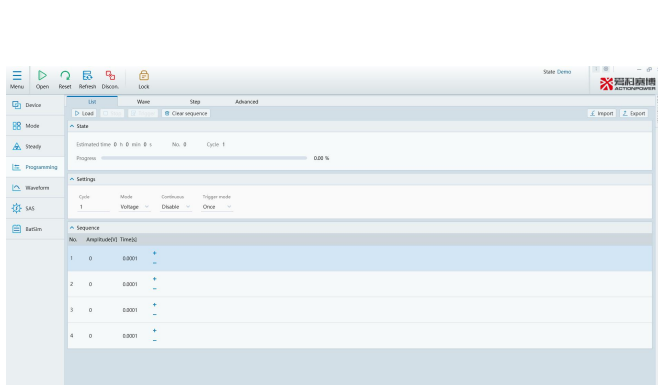 State Demo
Menu Open Reset Refresh Discon. Lock
爱科赛博
ACTIONPOWER
List Wave Step Advanced
Device
Load Clear sequence Import Export
Mode
State
Steady
Estimated time 0 h 0 min 0 s No. 0 Cycle 1
Progress 0.00 %
Programming
Settings
Waveform
Cycle Mode Continuous Trigger mode
1 Voltage Disable Once
SAS
BatSim
Sequence
No. Amplitude[V] Time[s]
1 0 0.0001 + −
2 0 0.0001 + −
3 0 0.0001 + −
4 0 0.0001 + −